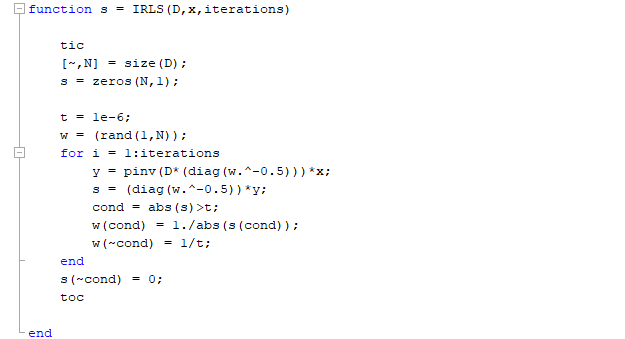 function s = IRLS(D,x,iterations)
tic
[~,N] = size(D);
s = zeros(N,1);
t = 1e-6;
w = (rand(1,N));
for i = 1:iterations
y = pinv(D*(diag(w.^-0.5)))*x;
s = (diag(w.^-0.5))*y;
cond = abs(s)>t;
w(cond) = 1./abs(s(cond));
w(~cond) = 1/t;
end
s(~cond) = 0;
toc
end